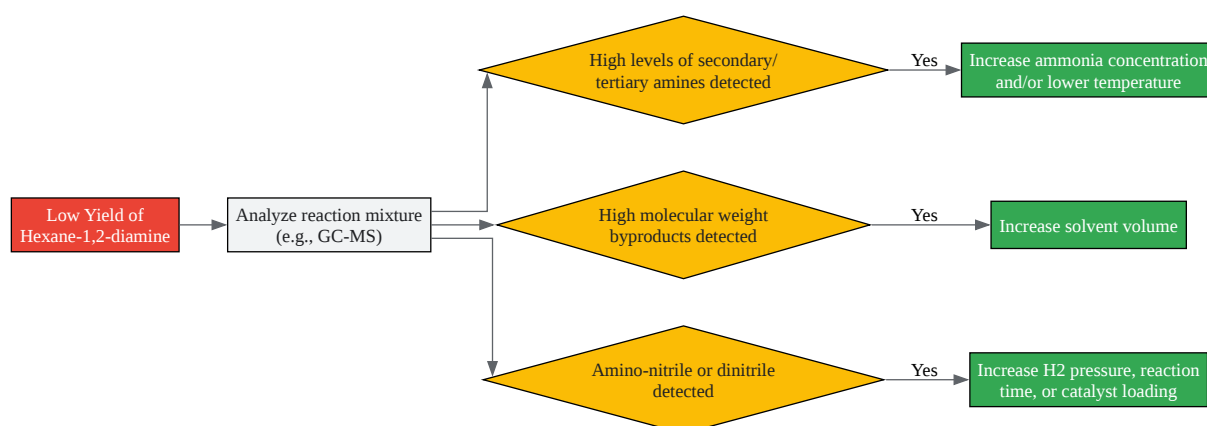 High levels of secondary/
tertiary amines detected
Yes
Increase ammonia concentration
and/or lower temperature
Low Yield of
Hexane-1,2-diamine
Analyze reaction mixture
(e.g., GC-MS)
High molecular weight
byproducts detected
Yes
Increase solvent volume
Amino-nitrile or dinitrile
detected
Yes
Increase H2 pressure, reaction
time, or catalyst loading